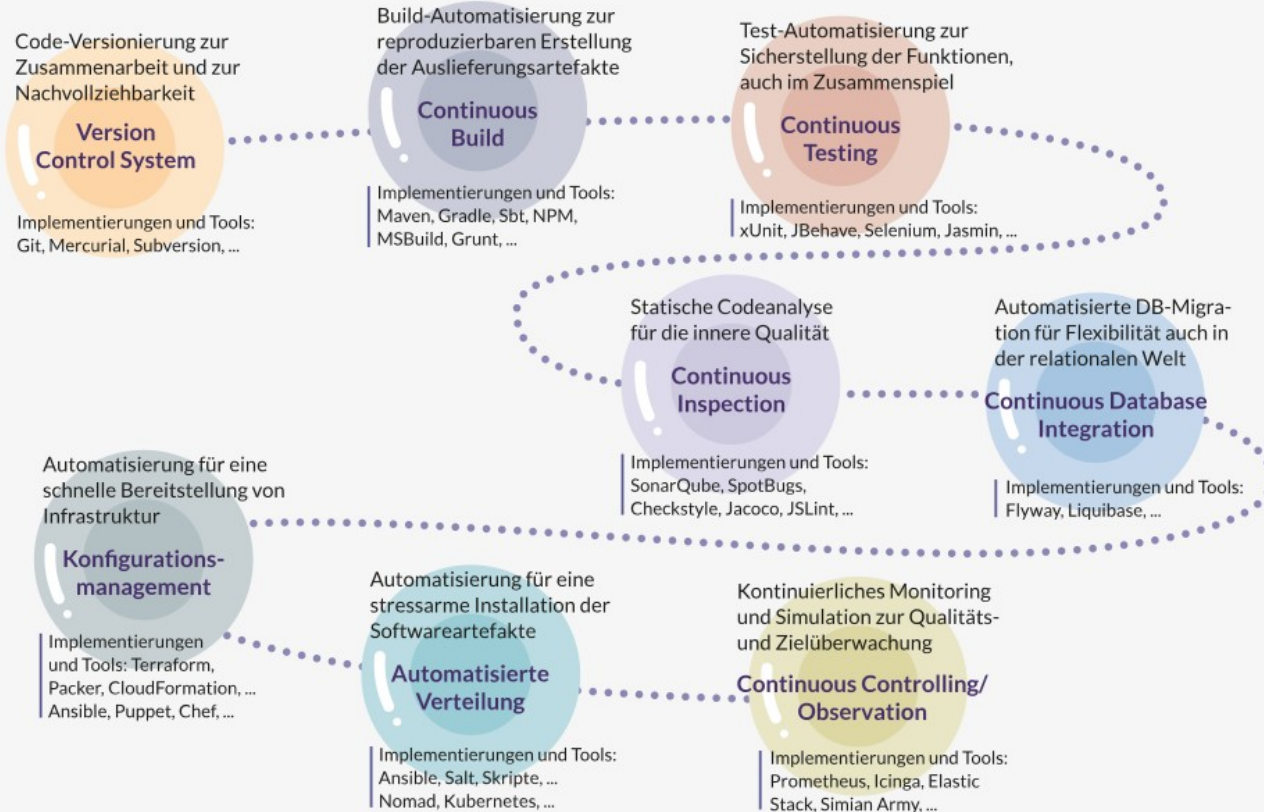 Code-Versionierung zur
Zusammenarbeit und zur
Nachvollziehbarkeit
Version
Control System
Implementierungen und Tools:
Git, Mercurial, Subversion, ...
Build-Automatisierung zur
reproduzierbaren Erstellung
der Auslieferungsartefakte
Continuous
Build
Implementierungen und Tools:
Maven, Gradle, Sbt, NPM,
MSBuild, Grunt, ...
Test-Automatisierung zur
Sicherstellung der Funktionen,
auch im Zusammenspiel
Continuous
Testing
Implementierungen und Tools:
xUnit, JBehave, Selenium, Jasmin, ...
Statische Codeanalyse
für die innere Qualität
Continuous
Inspection
Implementierungen und Tools:
SonarQube, SpotBugs,
Checkstyle, Jacoco, JSLint, ...
Automatisierte DB-Migra-
tion für Flexibilität auch in
der relationalen Welt
Continuous Database
Integration
Implementierungen und Tools:
Flyway, Liquibase, ...
Automatisierung für eine
schnelle Bereitstellung von
Infrastruktur
Konfigurations-
management
Implementierungen
und Tools: Terraform,
Packer, CloudFormation, ...
Ansible, Puppet, Chef, ...
Automatisierung für eine
stressarme Installation der
Softwareartefakte
Automatisierte
Verteilung
Implementierungen und Tools:
Ansible, Salt, Skripte, ...
Nomad, Kubernetes, ...
Kontinuierliches Monitoring
und Simulation zur Qualitäts-
und Zielüberwachung
Continuous Controlling/
Observation
Implementierungen und Tools:
Prometheus, Icinga, Elastic
Stack, Simian Army, ...